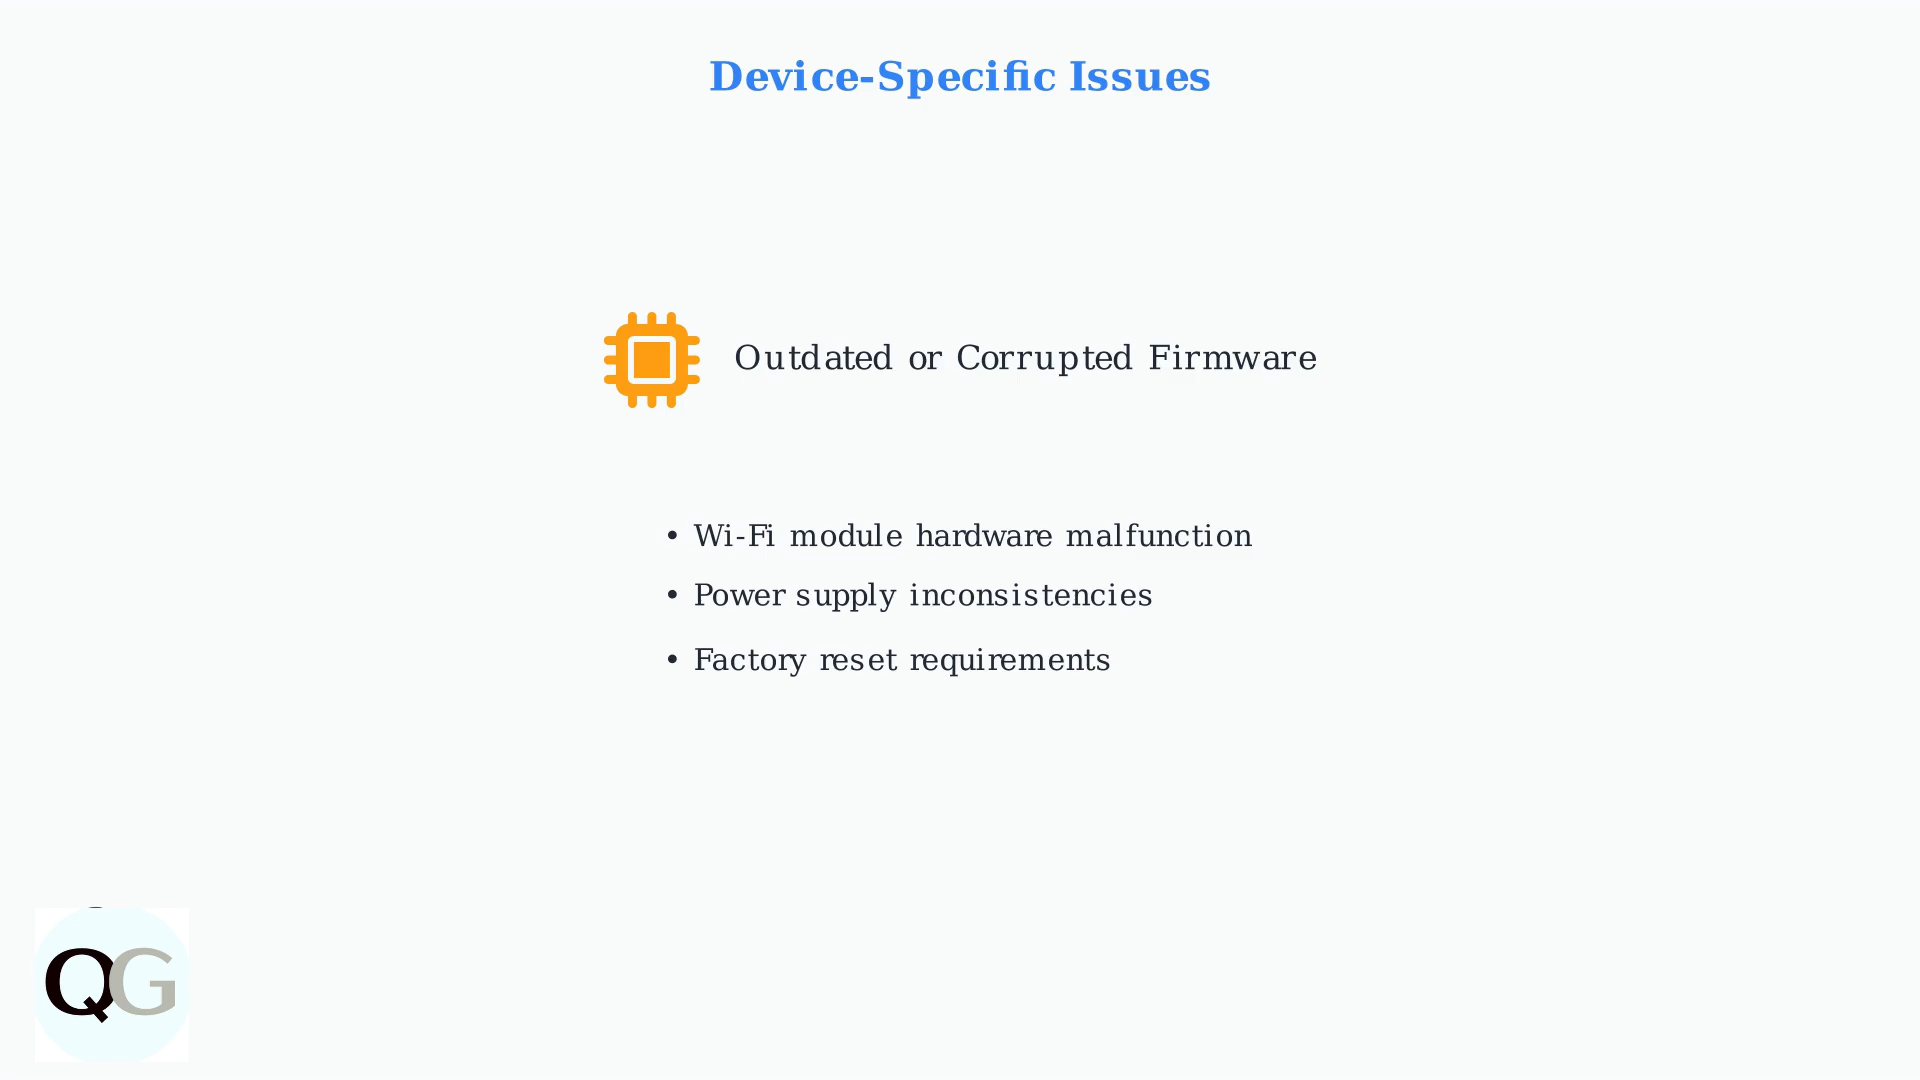 Device-Specific Issues
Outdated or Corrupted Firmware
• Wi-Fi module hardware malfunction
• Power supply inconsistencies
• Factory reset requirements
QG